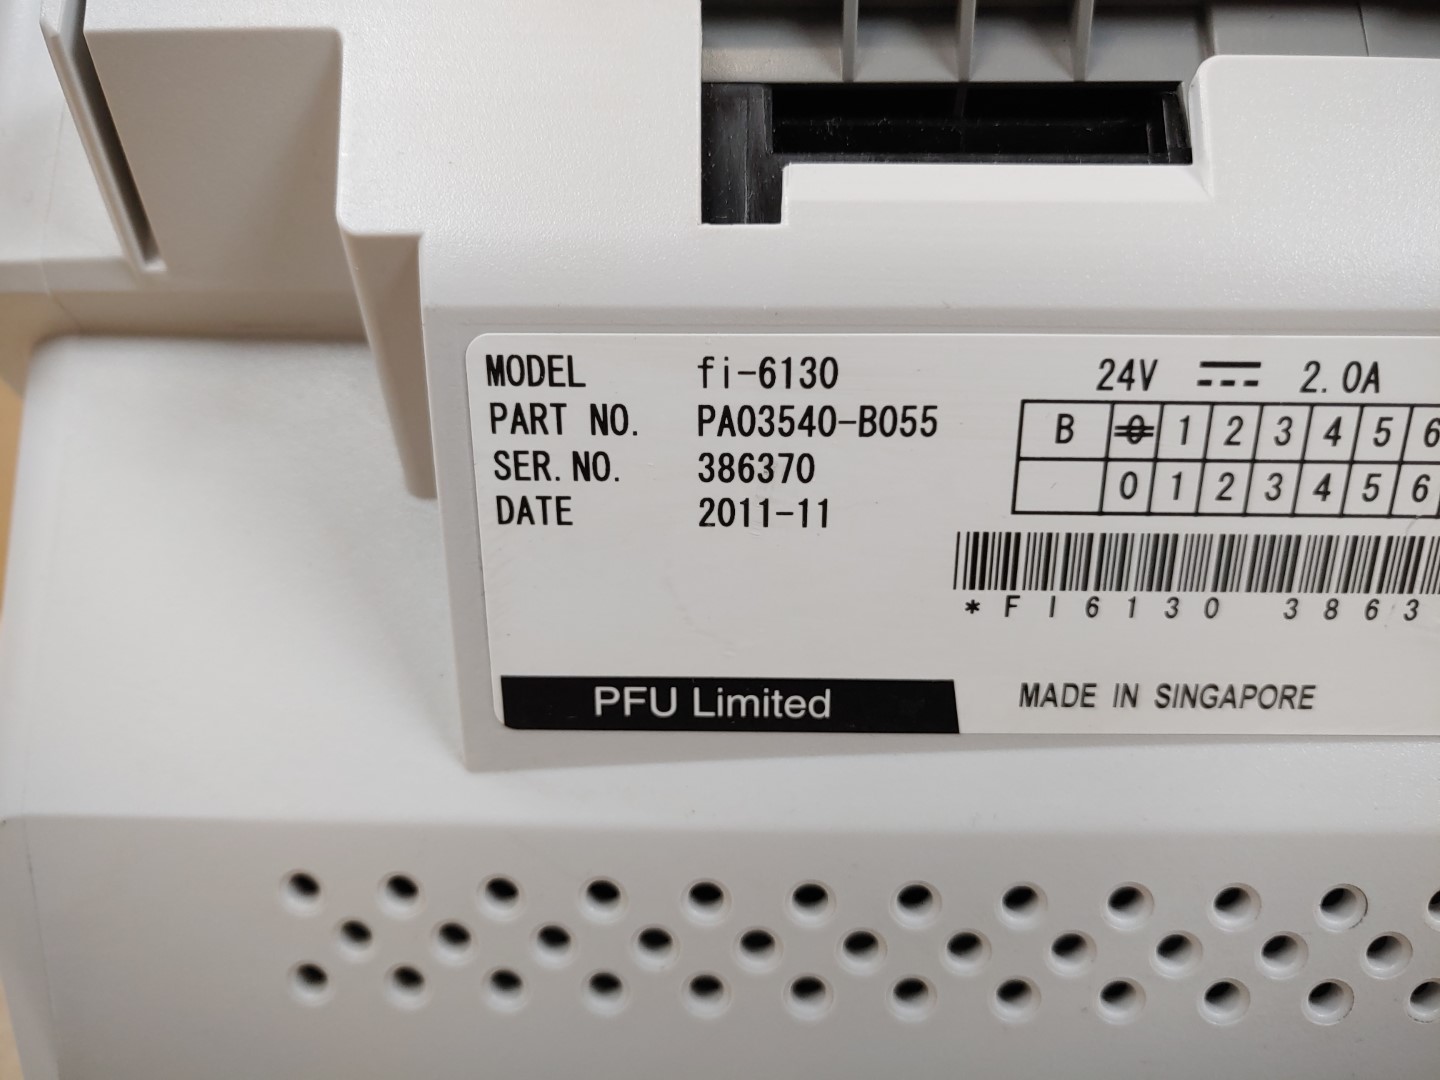 MODEL fi-6130 24V 2.0A
PART NO. PA03540-B055
SER. NO. 386370
DATE 2011-11
B 0 1 2 3 4 5 6
0 1 2 3 4 5 6
*FI6130 3863
PFU Limited
MADE IN SINGAPORE